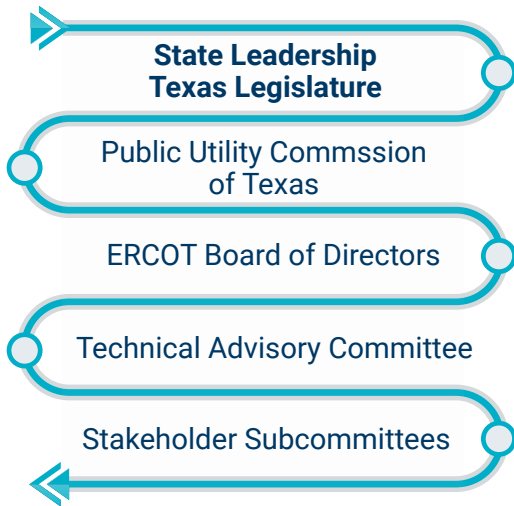 State Leadership
Texas Legislature
Public Utility Commssion
of Texas
ERCOT Board of Directors
Technical Advisory Committee
Stakeholder Subcommittees